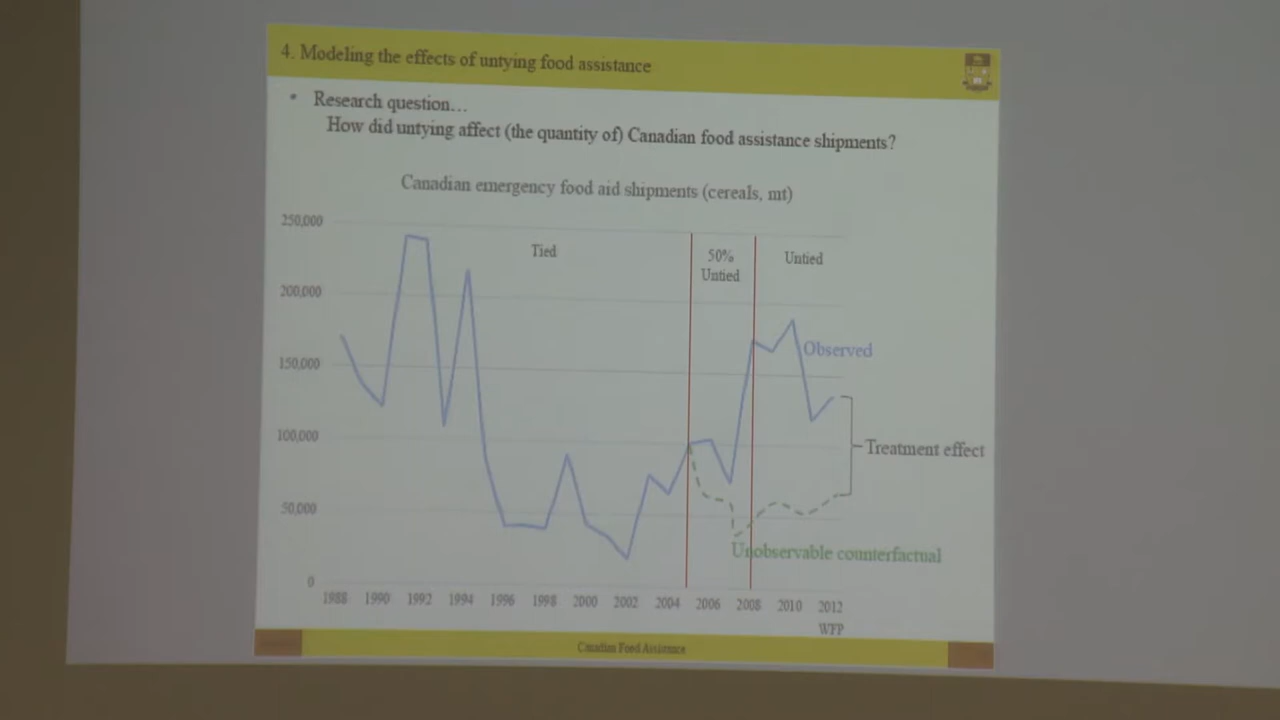 4. Modeling the effects of untying food assistance
• Research question…
How did untying affect (the quantity of) Canadian food assistance shipments?
Canadian emergency food aid shipments (cereals, mt)
250,000
200,000
150,000
100,000
50,000
0
Tied
50%
Untied
Untied
Observed
Treatment effect
Unobservable counterfactual
1988 1990 1992 1994 1996 1998 2000 2002 2004 2006 2008 2010 2012
WFP
Canadian Food Assistance